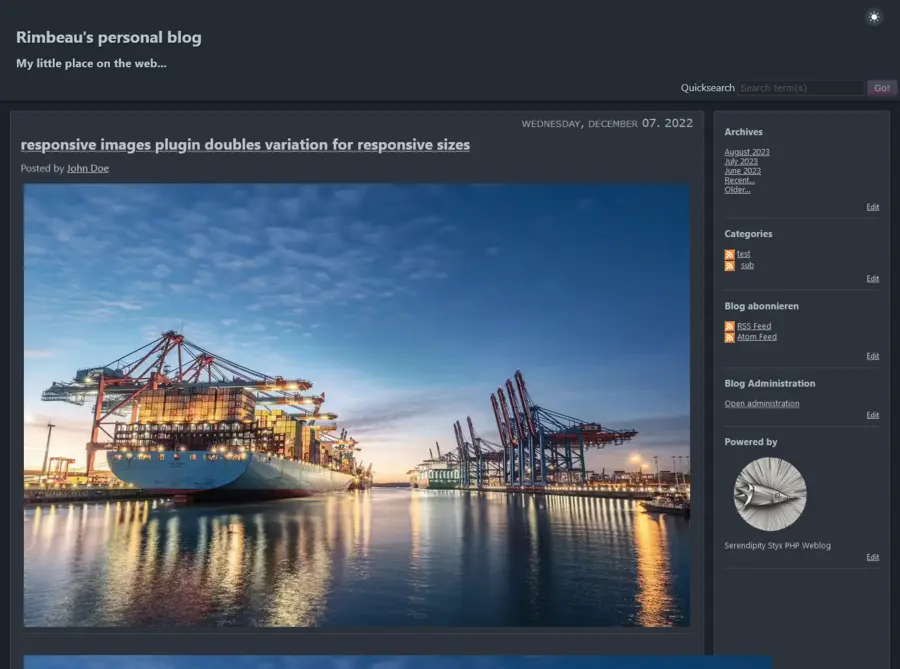 Rimbeau's personal blog
My little place on the web...
Quicksearch Search term(s) Go!
WEDNESDAY, DECEMBER 07. 2022
responsive images plugin doubles variation for responsive sizes
Posted by John Doe
Archives
August 2023
July 2023
June 2023
Recent...
Older...
Edit
Categories
test
sub
Edit
Blog abonnieren
RSS Feed
Atom Feed
Edit
Blog Administration
Open administration
Edit
Powered by
Serendipity Styx PHP Weblog
Edit